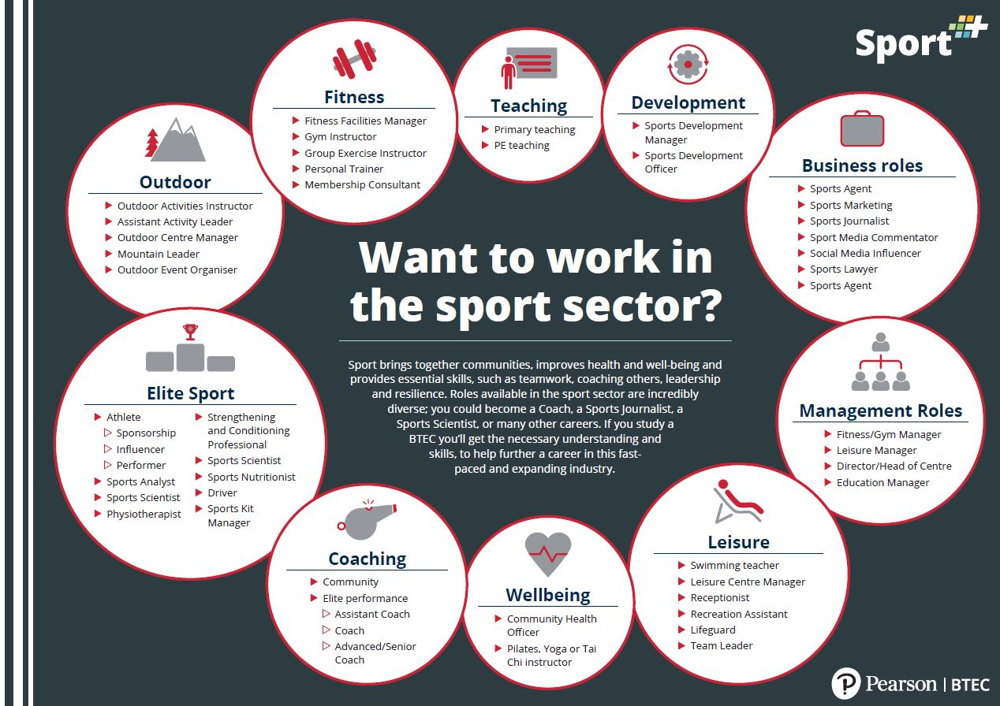 Sport
Fitness
Fitness Facilities Manager
Gym Instructor
Group Exercise Instructor
Personal Trainer
Membership Consultant
Teaching
Primary teaching
PE teaching
Development
Sports Development
Manager
Sports Development
Officer
Business roles
Sports Agent
Sports Marketing
Sports Journalist
Sport Media Commentator
Social Media Influencer
Sports Lawyer
Sports Agent
Outdoor
Outdoor Activities Instructor
Assistant Activity Leader
Outdoor Centre Manager
Mountain Leader
Outdoor Event Organiser
Want to work in
the sport sector?
Sport brings together communities, improves health and well-being and
provides essential skills, such as teamwork, coaching others, leadership
and resilience. Roles available in the sport sector are incredibly
diverse; you could become a Coach, a Sports Journalist, a
Sports Scientist, or many other careers. If you study a
BTEC you’ll get the necessary understanding and
skills, to help further a career in this fast-
paced and expanding industry.
Elite Sport
Athlete
Sponsorship
Influencer
Performer
Sports Analyst
Sports Scientist
Physiotherapist
Strengthening
and Conditioning
Professional
Sports Scientist
Sports Nutritionist
Driver
Sports Kit
Manager
Management Roles
Fitness/Gym Manager
Leisure Manager
Director/Head of Centre
Education Manager
Coaching
Community
Elite performance
Assistant Coach
Coach
Advanced/Senior
Coach
Wellbeing
Community Health
Officer
Pilates, Yoga or Tai
Chi instructor
Leisure
Swimming teacher
Leisure Centre Manager
Receptionist
Recreation Assistant
Lifeguard
Team Leader
P Pearson | BTEC